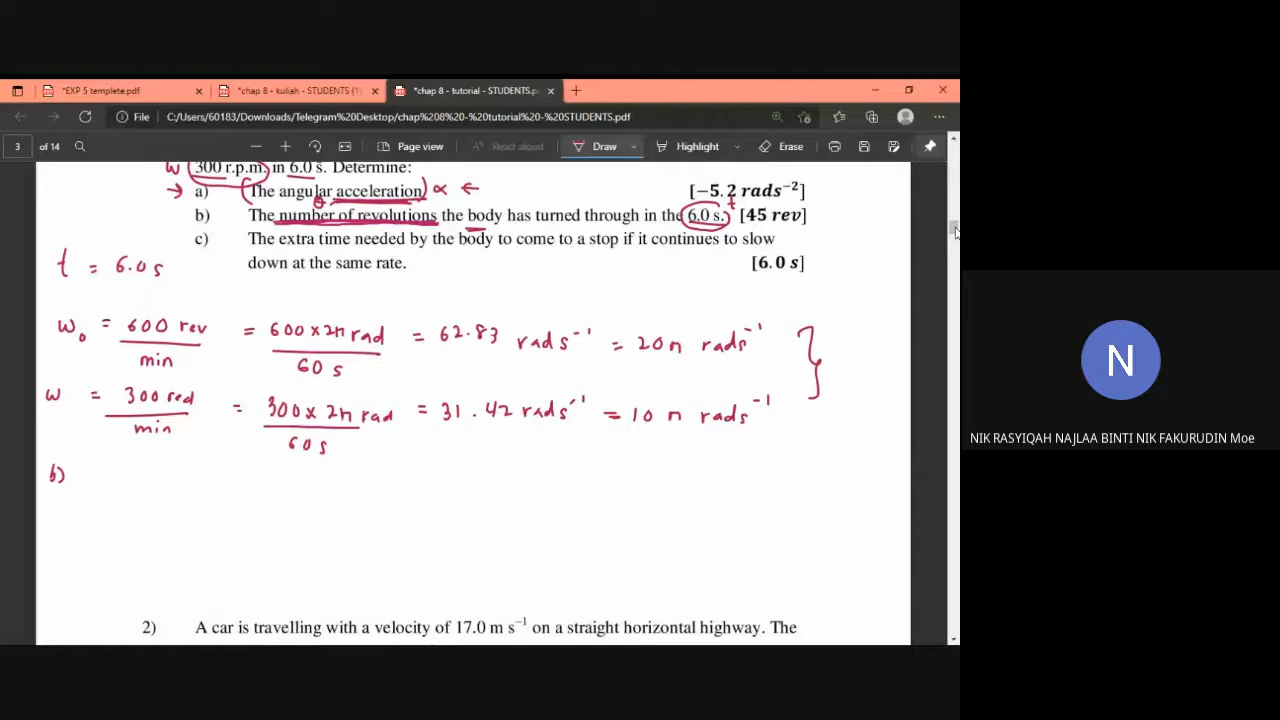 *EXP 5 templete.pdf
*chap 8 - kuliah - STUDENTS (1)
*chap 8 - tutorial - STUDENTS.p
File C:/Users/60183/Downloads/Telegram%20Desktop/chap%208%20-%20tutorial%20-%20STUDENTS.pdf
3 of 14 Page view Read aloud Draw Highlight Erase
ω 300 r.p.m. in 6.0 s. Determine:
→ a) The angular acceleration α ← [−5.2 rads⁻²]
θ t
b) The number of revolutions the body has turned through in the 6.0 s. [45 rev]
c) The extra time needed by the body to come to a stop if it continues to slow
down at the same rate. [6.0 s]
t = 6.0 s
ω₀ = 600 rev / min = 600 × 2π rad / 60 s = 62.83 rads⁻¹ = 20π rads⁻¹
ω = 300 red / min = 300 × 2π rad / 60 s = 31.42 rads⁻¹ = 10 π rads⁻¹
b)
2) A car is travelling with a velocity of 17.0 m s⁻¹ on a straight horizontal highway. The
N
NIK RASYIQAH NAJLAA BINTI NIK FAKURUDIN Moe